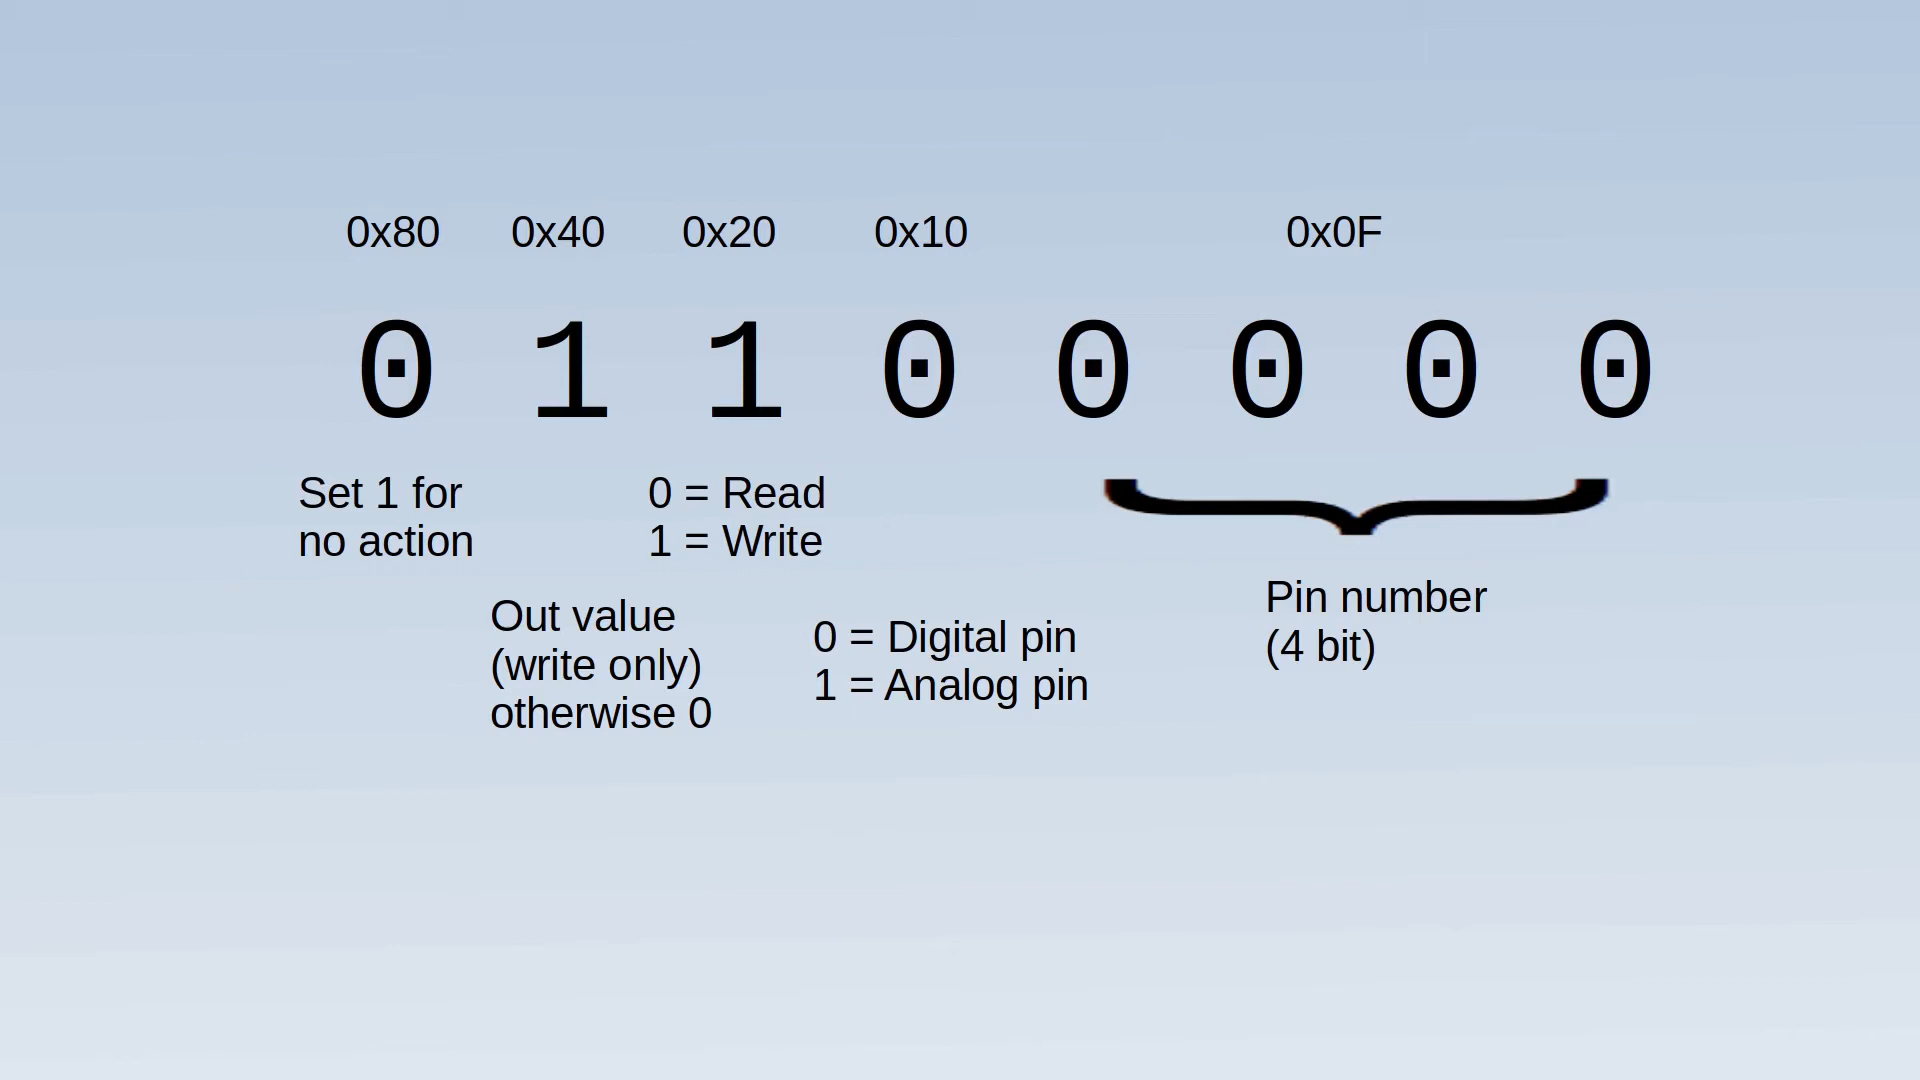 0x80 0x40 0x20 0x10 0x0F
0 1 1 0 0 0 0 0
Set 1 for
no action
0 = Read
1 = Write
Out value
(write only)
otherwise 0
0 = Digital pin
1 = Analog pin
Pin number
(4 bit)